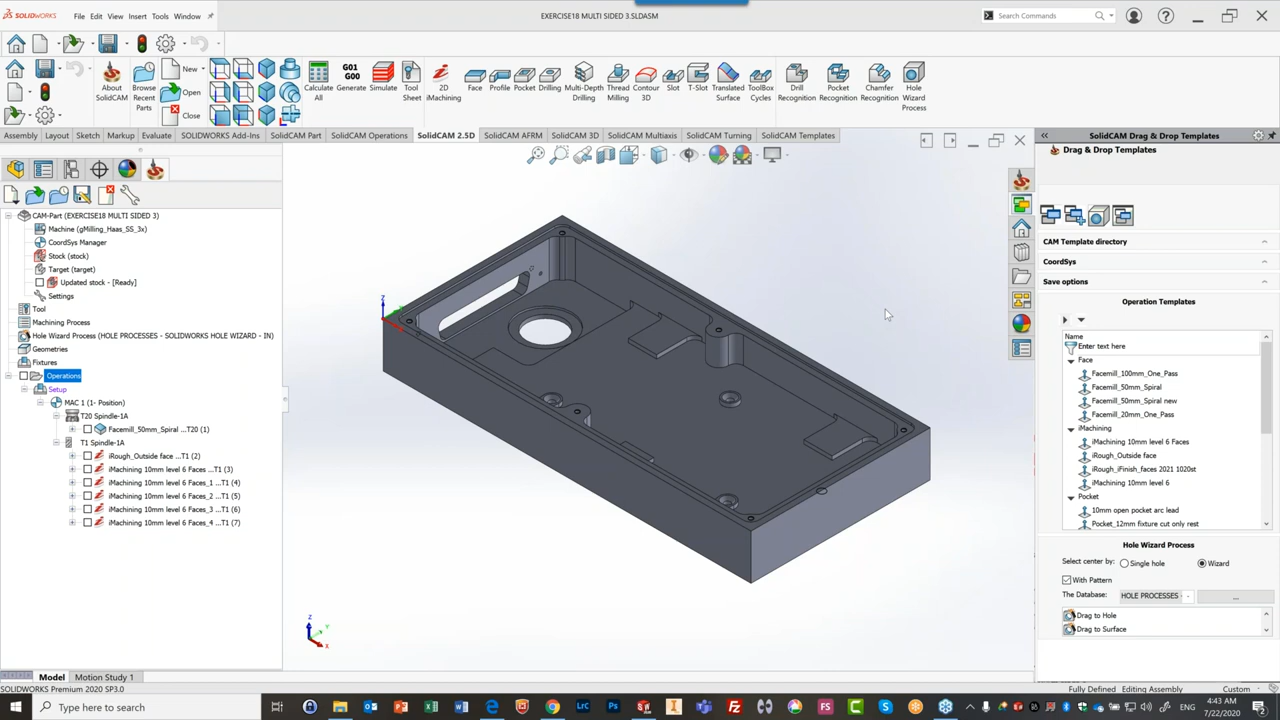 SOLIDWORKS
File Edit View Insert Tools Window
EXERCISE18 MULTI SIDED 3.SLDASM
Search Commands
About SolidCAM
Browse Recent Parts
New
Open
Close
Calculate All
G01 G00
Generate
Simulate
Tool Sheet
2D iMachining
Face
Profile
Pocket
Drilling
Multi-Depth Drilling
Thread Milling
Contour 3D
Slot
T-Slot
Translated Surface
ToolBox Cycles
Drill Recognition
Pocket Recognition
Chamfer Recognition
Hole Wizard Process
Assembly Layout Sketch Markup Evaluate SOLIDWORKS Add-Ins SolidCAM Part SolidCAM Operations SolidCAM 2.5D SolidCAM AFRM SolidCAM 3D SolidCAM Multiaxis SolidCAM Turning SolidCAM Templates
CAM-Part (EXERCISE18 MULTI SIDED 3)
Machine (gMilling_Haas_SS_3x)
CoordSys Manager
Stock (stock)
Target (target)
Updated stock - [Ready]
Settings
Tool
Machining Process
Hole Wizard Process (HOLE PROCESSES - SOLIDWORKS HOLE WIZARD - IN)
Geometries
Fixtures
Operations
Setup
MAC 1 (1- Position)
T20 Spindle-1A
Facemill_50mm_Spiral ...T20 (1)
T1 Spindle-1A
iRough_Outside face ...T1 (2)
iMachining 10mm level 6 Faces ...T1 (3)
iMachining 10mm level 6 Faces_1 ...T1 (4)
iMachining 10mm level 6 Faces_2 ...T1 (5)
iMachining 10mm level 6 Faces_3 ...T1 (6)
iMachining 10mm level 6 Faces_4 ...T1 (7)
Z
Z
Y
X
SolidCAM Drag & Drop Templates
Drag & Drop Templates
CAM Template directory
CoordSys
Save options
Operation Templates
Name
Enter text here
Face
Facemill_100mm_One_Pass
Facemill_50mm_Spiral
Facemill_50mm_Spiral new
Facemill_20mm_One_Pass
iMachining
iMachining 10mm level 6 Faces
iRough_Outside face
iRough_iFinish_faces 2021 1020st
iMachining 10mm level 6
Pocket
10mm open pocket arc lead
Pocket_12mm fixture cut only rest
Hole Wizard Process
Select center by: Single hole Wizard
With Pattern
The Database: HOLE PROCESSES - ...
Drag to Hole
Drag to Surface
Model Motion Study 1
SOLIDWORKS Premium 2020 SP3.0
Fully Defined Editing Assembly Custom
Type here to search
4:43 AM
7/22/2020